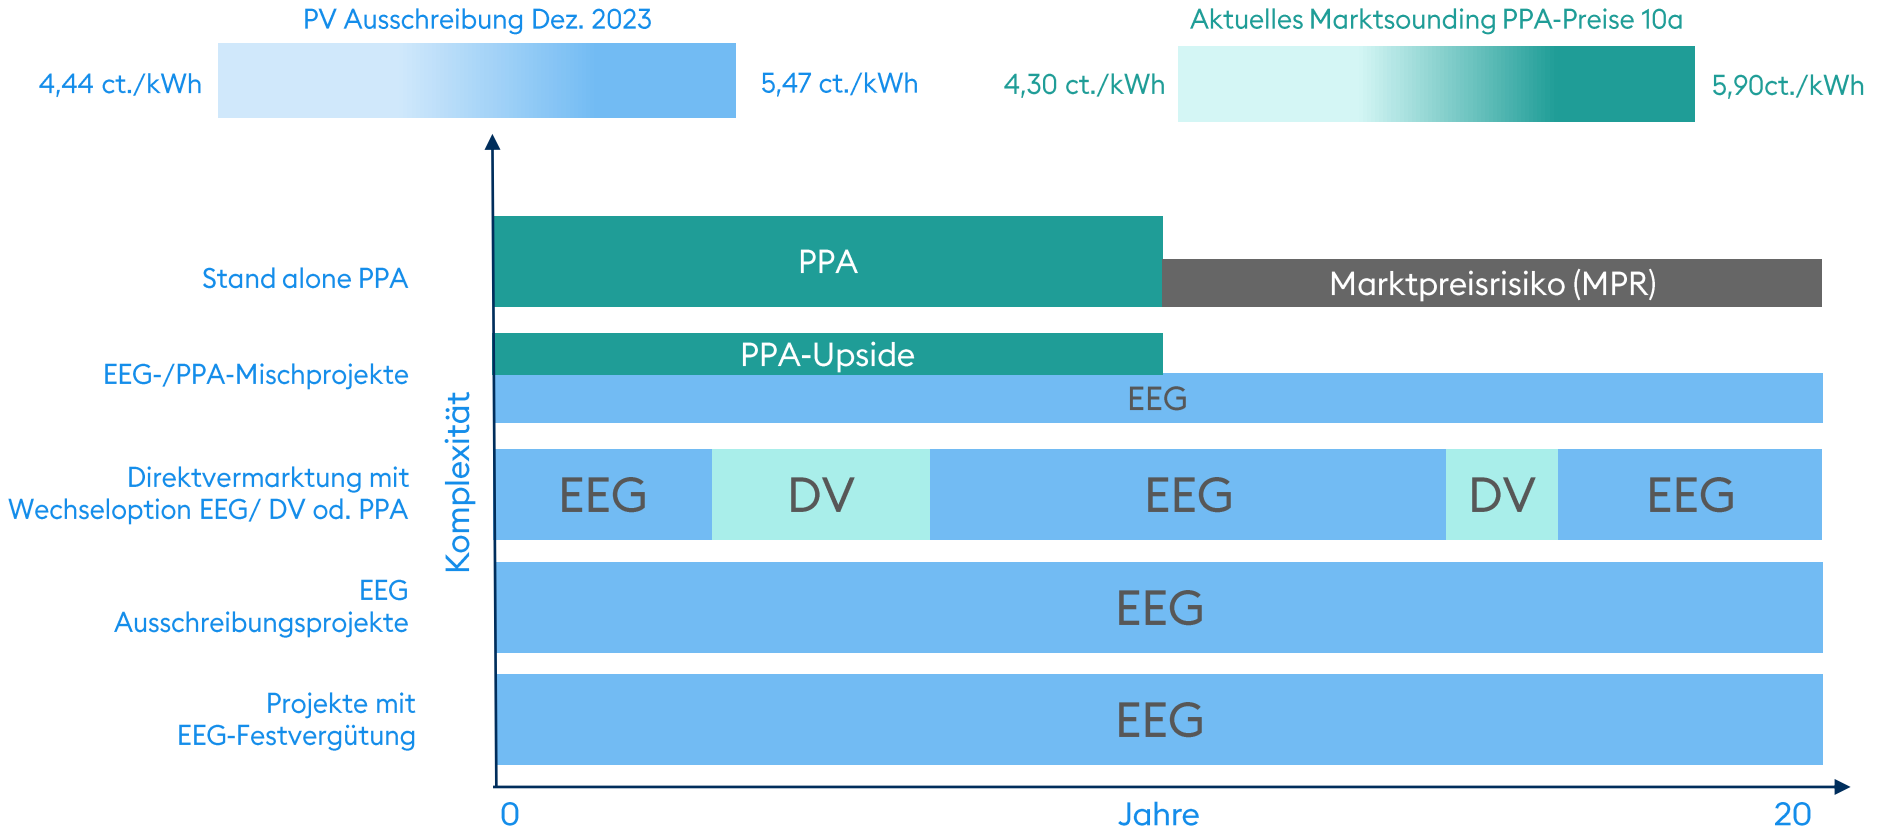 PV Ausschreibung Dez. 2023
4,44 ct./kWh
5,47 ct./kWh
Aktuelles Marktsounding PPA-Preise 10a
4,30 ct./kWh
5,90ct./kWh
Komplexität
Stand alone PPA
PPA
Marktpreisrisiko (MPR)
EEG-/PPA-Mischprojekte
PPA-Upside
EEG
Direktvermarktung mit
Wechseloption EEG/ DV od. PPA
EEG
DV
EEG
DV
EEG
EEG
Ausschreibungsprojekte
EEG
Projekte mit
EEG-Festvergütung
EEG
0
Jahre
20